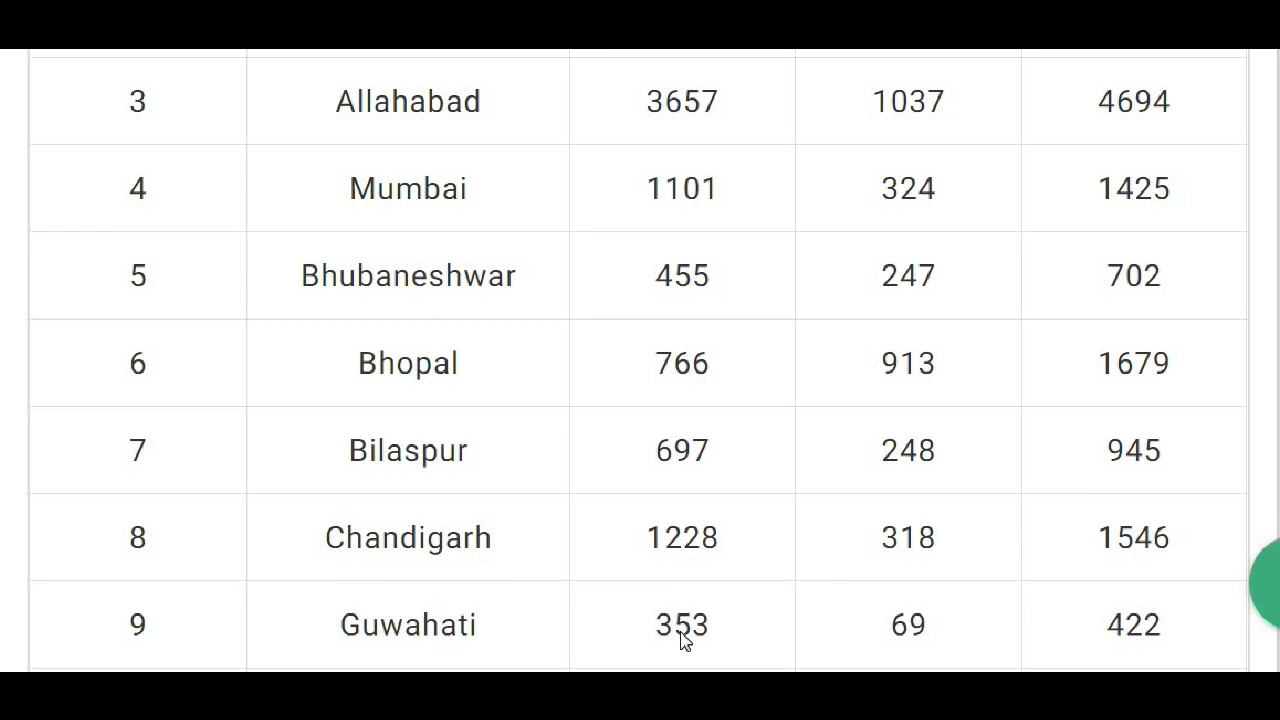 3 Allahabad 3657 1037 4694
4 Mumbai 1101 324 1425
5 Bhubaneshwar 455 247 702
6 Bhopal 766 913 1679
7 Bilaspur 697 248 945
8 Chandigarh 1228 318 1546
9 Guwahati 353 69 422